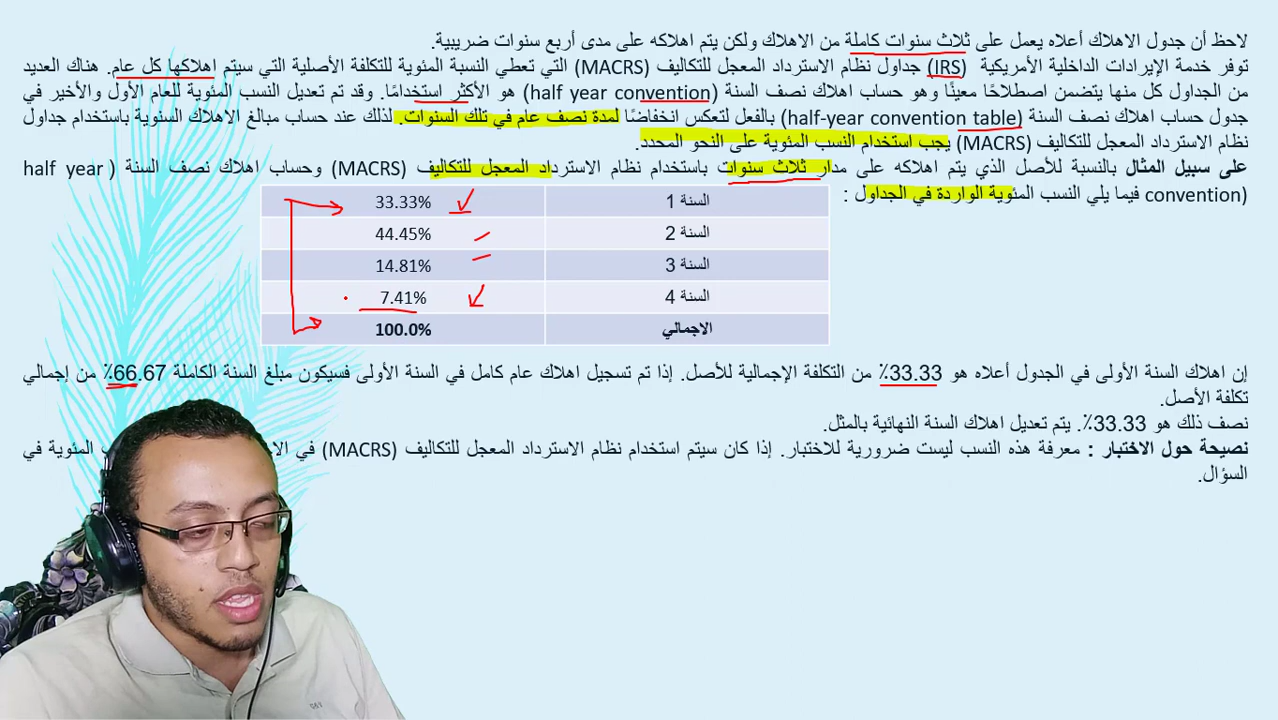 لاحظ أن جدول الاهلاك أعلاه يعمل على ثلاث سنوات كاملة من الاهلاك ولكن يتم اهلاكه على مدى أربع سنوات ضريبية.
توفر خدمة الإيرادات الداخلية الأمريكية (IRS) جداول نظام الاسترداد المعجل للتكاليف (MACRS) التي تعطي النسبة المئوية للتكلفة الأصلية التي سيتم اهلاكها كل عام. هناك العديد
من الجداول كل منها يتضمن اصطلاحًا معينًا وهو حساب اهلاك نصف السنة (half year convention) هو الأكثر استخدامًا. وقد تم تعديل النسب المئوية للعام الأول والأخير في
جدول حساب اهلاك نصف السنة (half-year convention table) بالفعل لتعكس انخفاضًا لمدة نصف عام في تلك السنوات. لذلك عند حساب مبالغ الاهلاك السنوية باستخدام جداول
نظام الاسترداد المعجل للتكاليف (MACRS) يجب استخدام النسب المئوية على النحو المحدد.
على سبيل المثال بالنسبة للأصل الذي يتم اهلاكه على مدار ثلاث سنوات باستخدام نظام الاسترداد المعجل للتكاليف (MACRS) وحساب اهلاك نصف السنة (half year
convention) فيما يلي النسب المئوية الواردة في الجداول :
السنة 1 33.33%
السنة 2 44.45%
السنة 3 14.81%
السنة 4 7.41%
الاجمالي 100.0%
إن اهلاك السنة الأولى في الجدول أعلاه هو 33.33٪ من التكلفة الإجمالية للأصل. إذا تم تسجيل اهلاك عام كامل في السنة الأولى فسيكون مبلغ السنة الكاملة 66.67٪ من إجمالي
تكلفة الأصل.
نصف ذلك هو 33.33٪. يتم تعديل اهلاك السنة النهائية بالمثل.
نصيحة حول الاختبار : معرفة هذه النسب ليست ضرورية للاختبار. إذا كان سيتم استخدام نظام الاسترداد المعجل للتكاليف (MACRS) في المئوية في
السؤال.